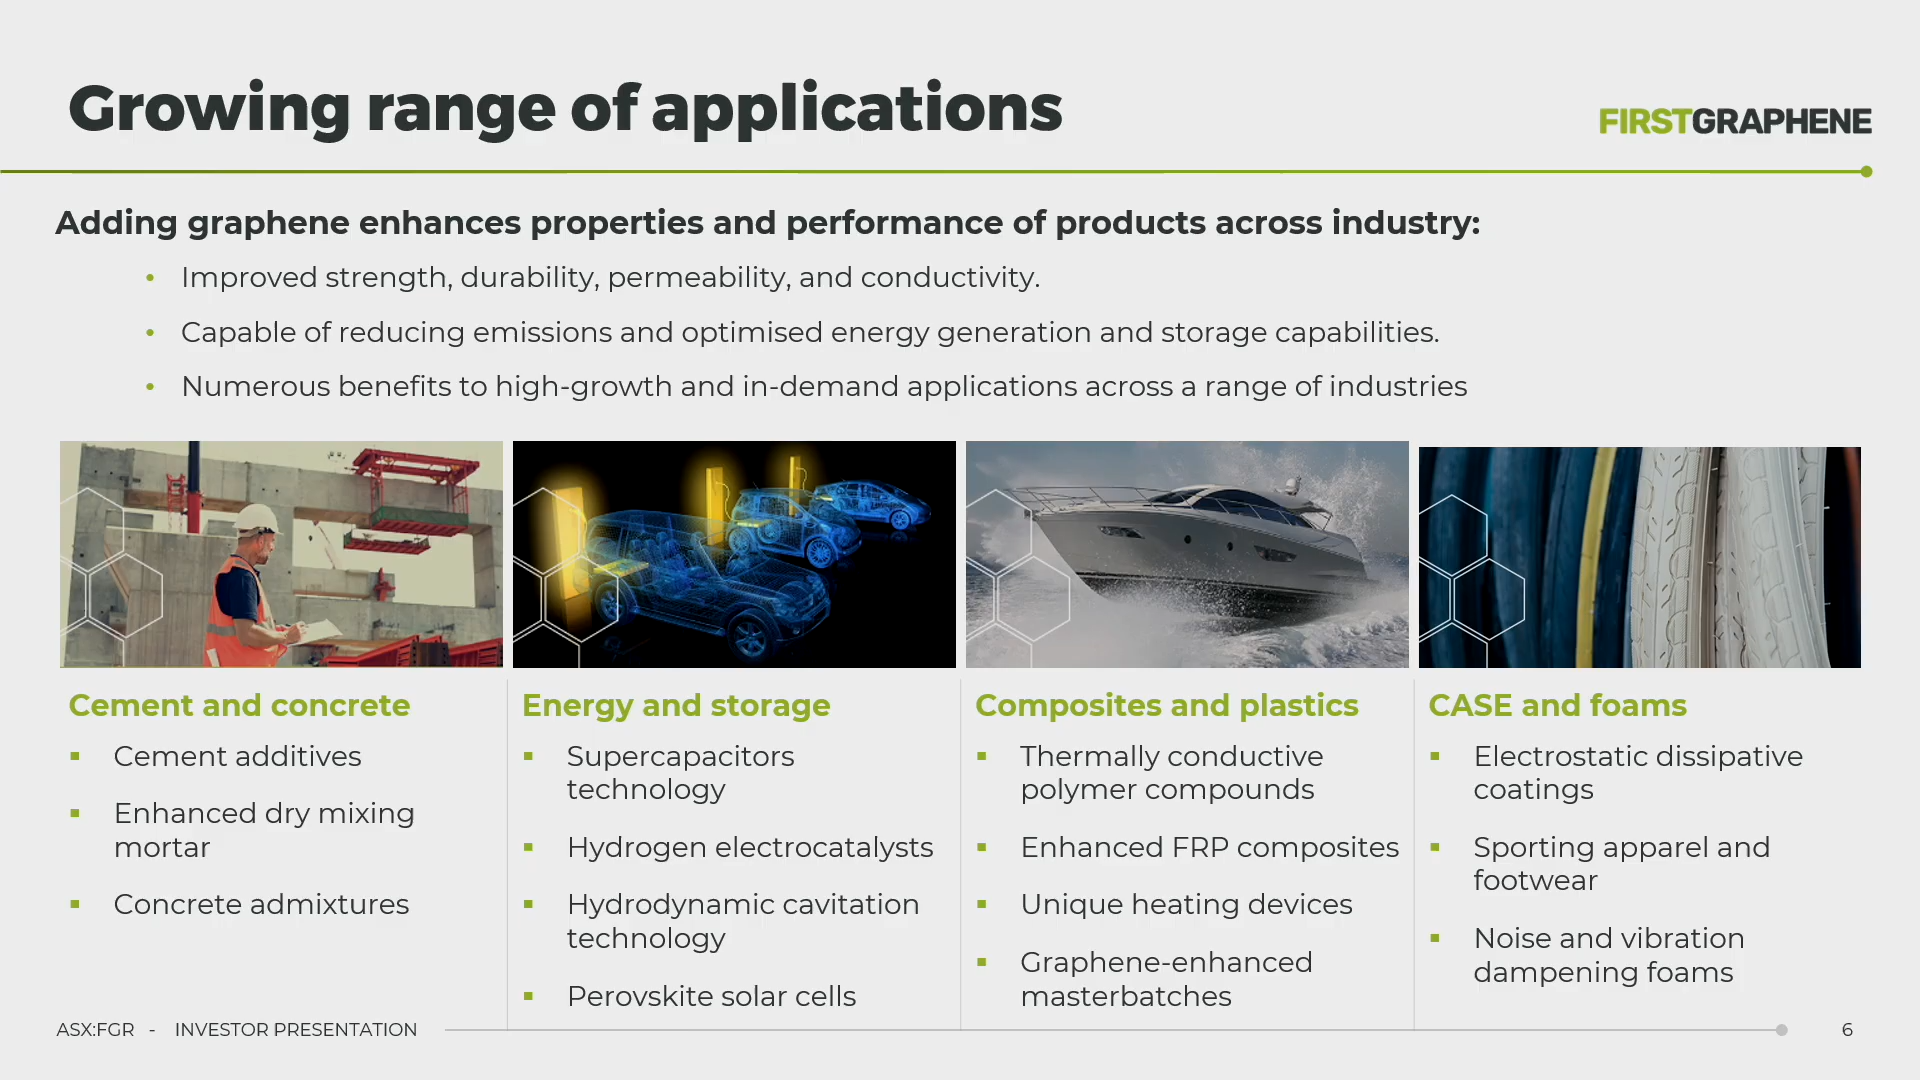 Growing range of applications
FIRSTGRAPHENE
Adding graphene enhances properties and performance of products across industry:
• Improved strength, durability, permeability, and conductivity.
• Capable of reducing emissions and optimised energy generation and storage capabilities.
• Numerous benefits to high-growth and in-demand applications across a range of industries
Cement and concrete
▪ Cement additives
▪ Enhanced dry mixing
mortar
▪ Concrete admixtures
Energy and storage
▪ Supercapacitors
technology
▪ Hydrogen electrocatalysts
▪ Hydrodynamic cavitation
technology
▪ Perovskite solar cells
Composites and plastics
▪ Thermally conductive
polymer compounds
▪ Enhanced FRP composites
▪ Unique heating devices
▪ Graphene-enhanced
masterbatches
CASE and foams
▪ Electrostatic dissipative
coatings
▪ Sporting apparel and
footwear
▪ Noise and vibration
dampening foams
ASX:FGR - INVESTOR PRESENTATION
6